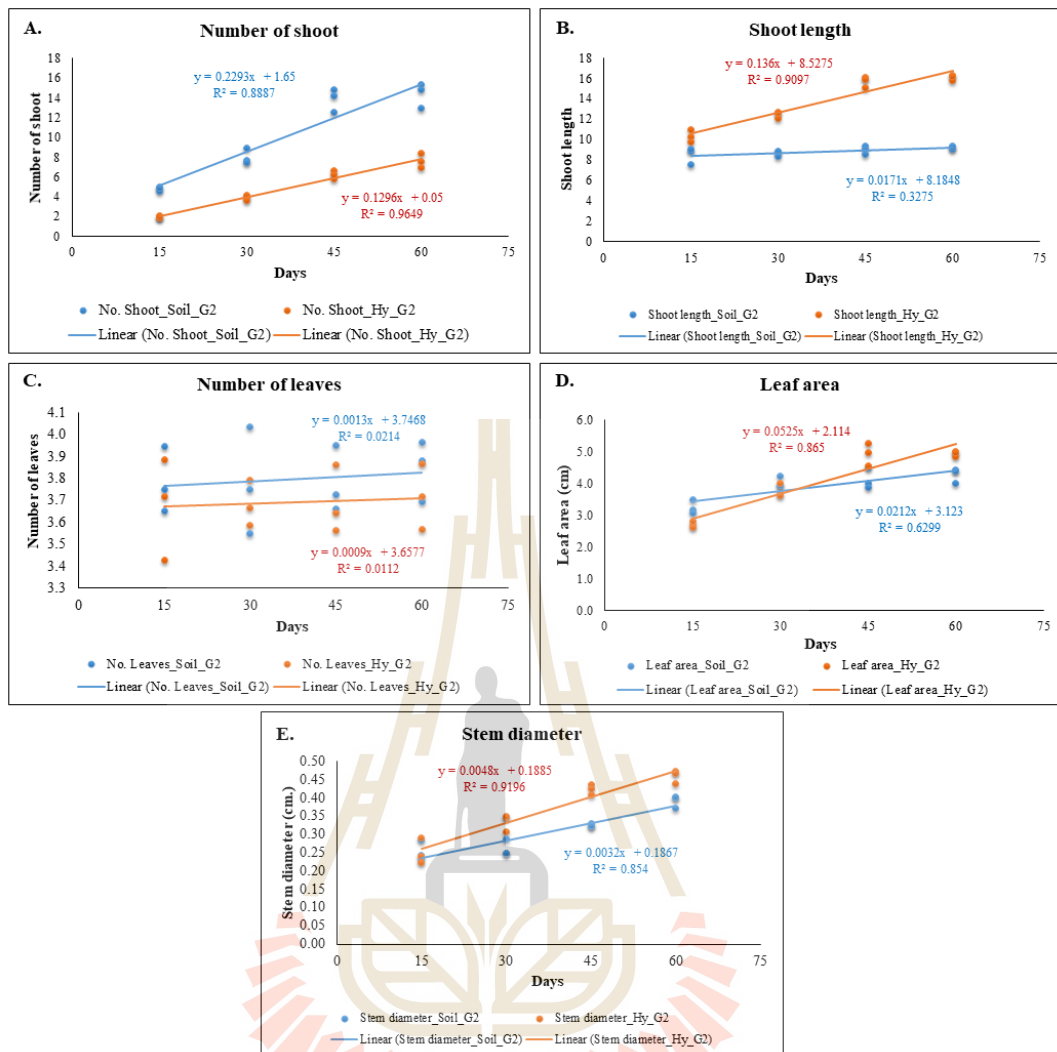 A.
Number of shoot
Number of shoot
18
16
14
12
10
8
6
4
2
0
y = 0.2293x + 1.65
R² = 0.8887
y = 0.1296x + 0.05
R² = 0.9649
0 15 30 45 60 75
Days
No. Shoot_Soil_G2 No. Shoot_Hy_G2
Linear (No. Shoot_Soil_G2) Linear (No. Shoot_Hy_G2)
B.
Shoot length
Shoot length
18
16
14
12
10
8
6
4
2
0
y = 0.136x + 8.5275
R² = 0.9097
y = 0.0171x + 8.1848
R² = 0.3275
0 15 30 45 60 75
Days
Shoot length_Soil_G2 Shoot length_Hy_G2
Linear (Shoot length_Soil_G2) Linear (Shoot length_Hy_G2)
C.
Number of leaves
Number of leaves
4.1
4.0
3.9
3.8
3.7
3.6
3.5
3.4
3.3
y = 0.0013x + 3.7468
R² = 0.0214
y = 0.0009x + 3.6577
R² = 0.0112
0 15 30 45 60 75
Days
No. Leaves_Soil_G2 No. Leaves_Hy_G2
Linear (No. Leaves_Soil_G2) Linear (No. Leaves_Hy_G2)
D.
Leaf area
Leaf area (cm)
6.0
5.0
4.0
3.0
2.0
1.0
0.0
y = 0.0525x + 2.114
R² = 0.865
y = 0.0212x + 3.123
R² = 0.6299
0 15 30 45 60 75
Days
Leaf area_Soil_G2 Leaf area_Hy_G2
Linear (Leaf area_Soil_G2) Linear (Leaf area_Hy_G2)
E.
Stem diameter
Stem diameter (cm.)
0.50
0.45
0.40
0.35
0.30
0.25
0.20
0.15
0.10
0.05
0.00
y = 0.0048x + 0.1885
R² = 0.9196
y = 0.0032x + 0.1867
R² = 0.854
0 15 30 45 60 75
Days
Stem diameter_Soil_G2 Stem diameter_Hy_G2
Linear (Stem diameter_Soil_G2) Linear (Stem diameter_Hy_G2)